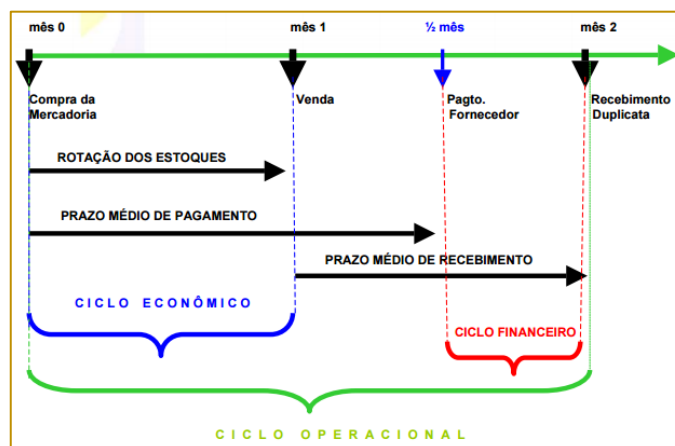 mês 0
mês 1
½ mês
mês 2
Compra da
Mercadoria
Venda
Pagto.
Fornecedor
Recebimento
Duplicata
ROTAÇÃO DOS ESTOQUES
PRAZO MÉDIO DE PAGAMENTO
PRAZO MÉDIO DE RECEBIMENTO
CICLO ECONÔMICO
CICLO FINANCEIRO
CICLO OPERACIONAL